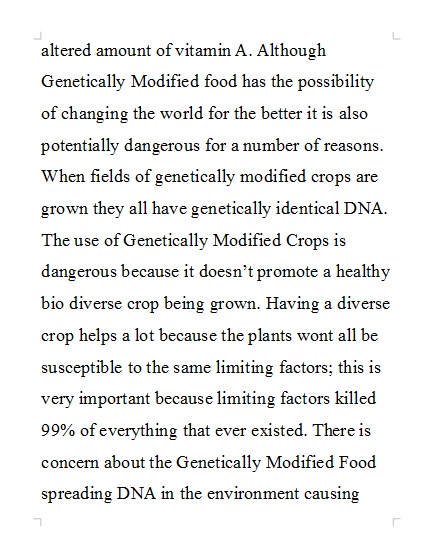 altered amount of vitamin A. Although
Genetically Modified food has the possibility
of changing the world for the better it is also
potentially dangerous for a number of reasons.
When fields of genetically modified crops are
grown they all have genetically identical DNA.
The use of Genetically Modified Crops is
dangerous because it doesn’t promote a healthy
bio diverse crop being grown. Having a diverse
crop helps a lot because the plants wont all be
susceptible to the same limiting factors; this is
very important because limiting factors killed
99% of everything that ever existed. There is
concern about the Genetically Modified Food
spreading DNA in the environment causing